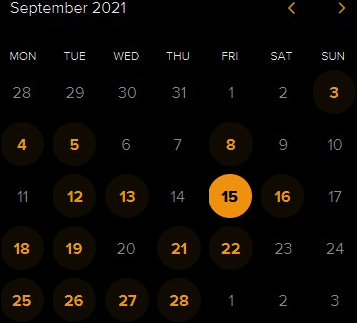 September 2021
MON TUE WED THU FRI SAT SUN
28 29 30 31 1 2 3
4 5 6 7 8 9 10
11 12 13 14 15 16 17
18 19 20 21 22 23 24
25 26 27 28 1 2 3